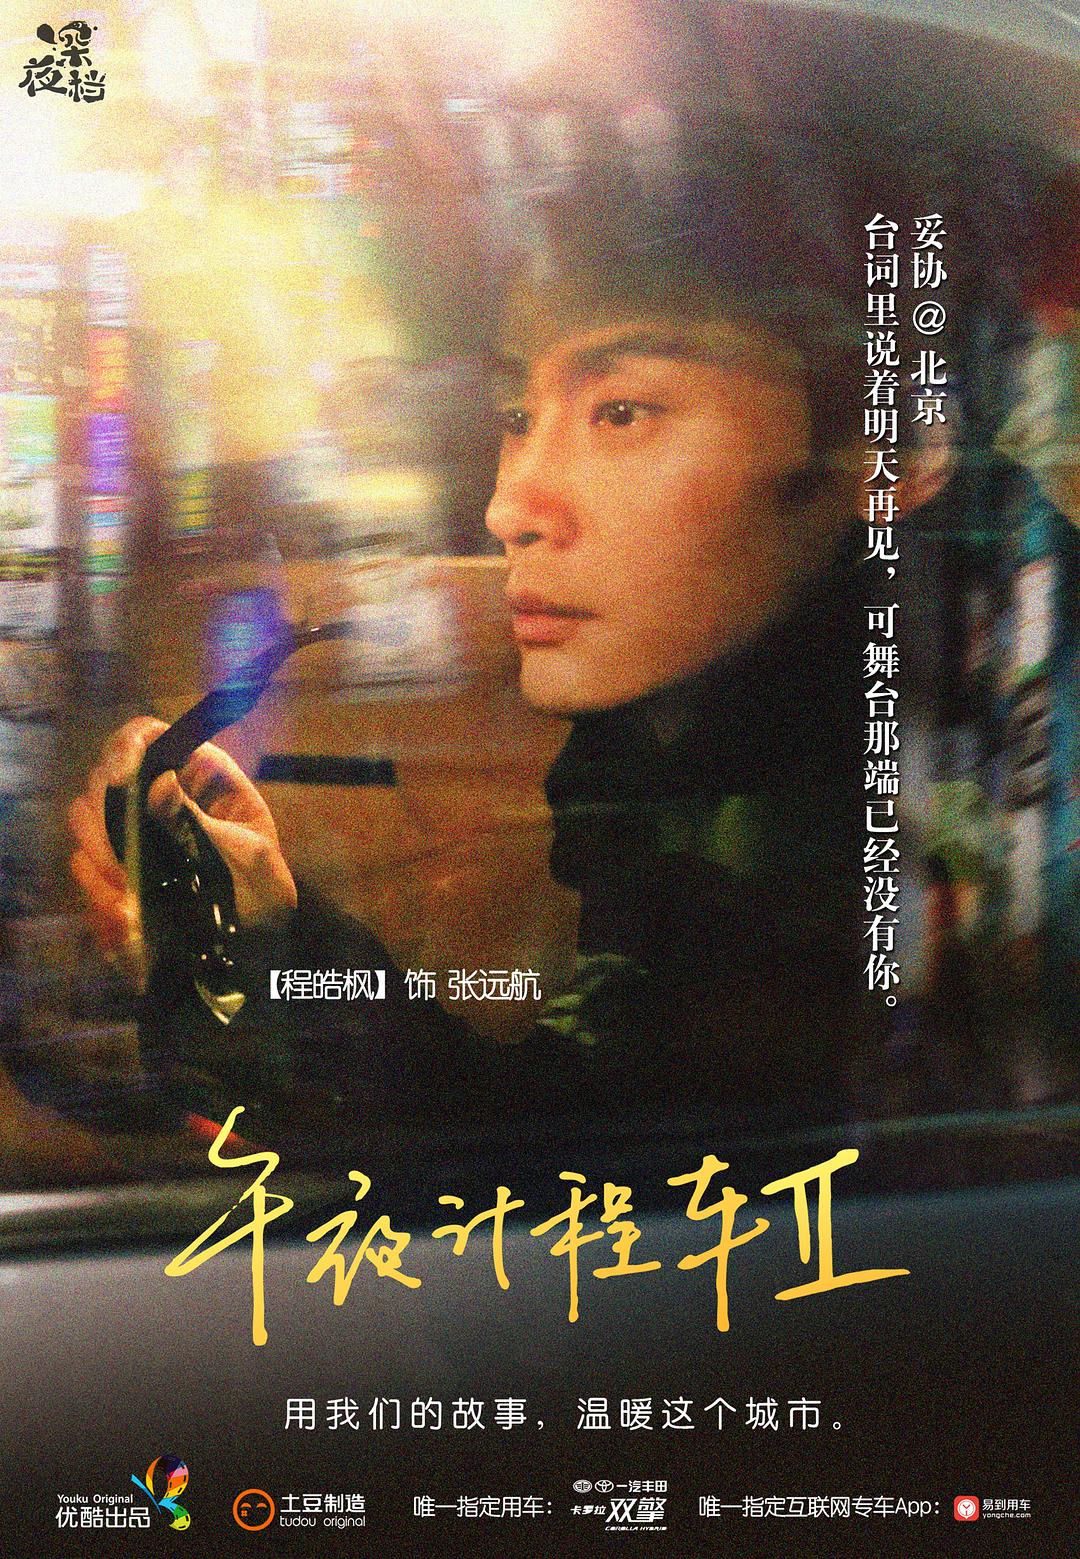 深夜档
妥协@北京
台词里说着明天再见，可舞台那端已经没有你。
【程皓枫】 饰 张远航
午夜计程车II
用我们的故事，温暖这个城市。
Youku Original
优酷出品
土豆制造
tudou original
唯一指定用车：
一汽丰田
卡罗拉 双擎
COROLLA HYBRID
唯一指定互联网专车App：
易到用车
yongche.com